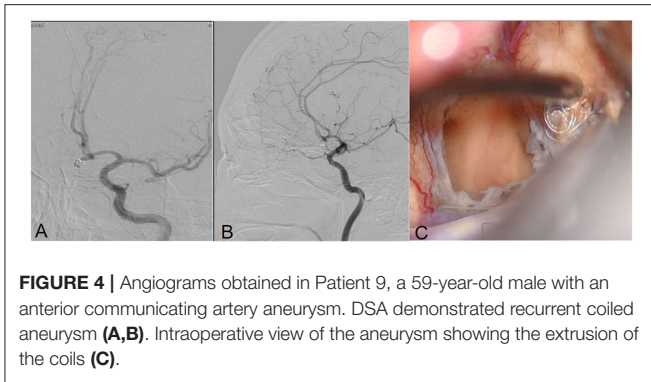 A
B
C
FIGURE 4 | Angiograms obtained in Patient 9, a 59-year-old male with an
anterior communicating artery aneurysm. DSA demonstrated recurrent coiled
aneurysm (A,B). Intraoperative view of the aneurysm showing the extrusion of
the coils (C).